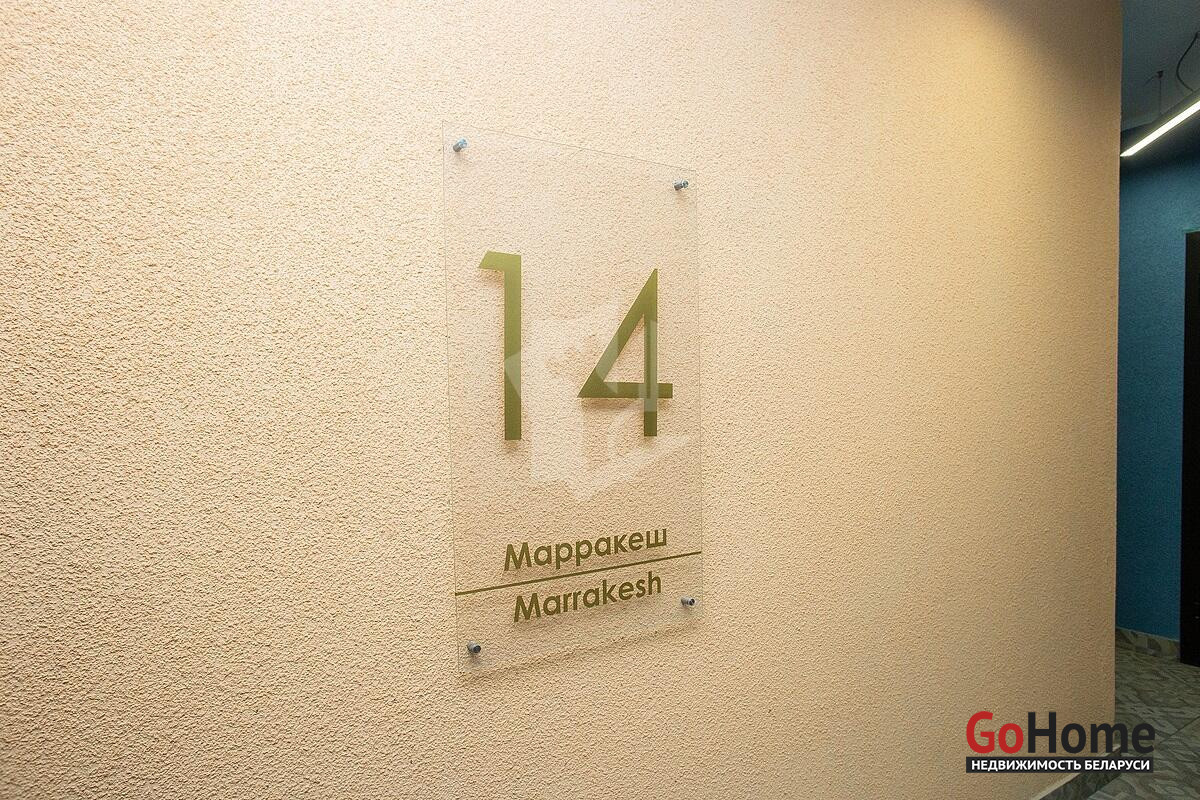 14
Марракеш
Marrakesh
GoHome
НЕДВИЖИМОСТЬ БЕЛАРУСИ